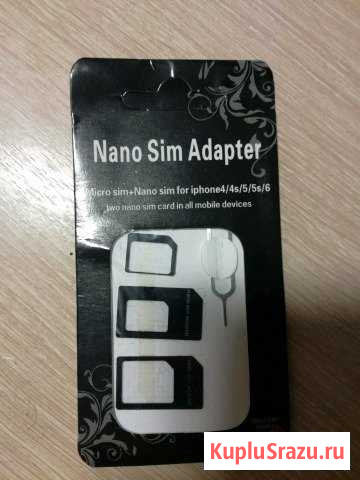 Nano Sim Adapter
Micro sim+Nano sim for iphone4/4s/5/5s/6
two nano sim card in all mobile devices
KupluSrazu.ru